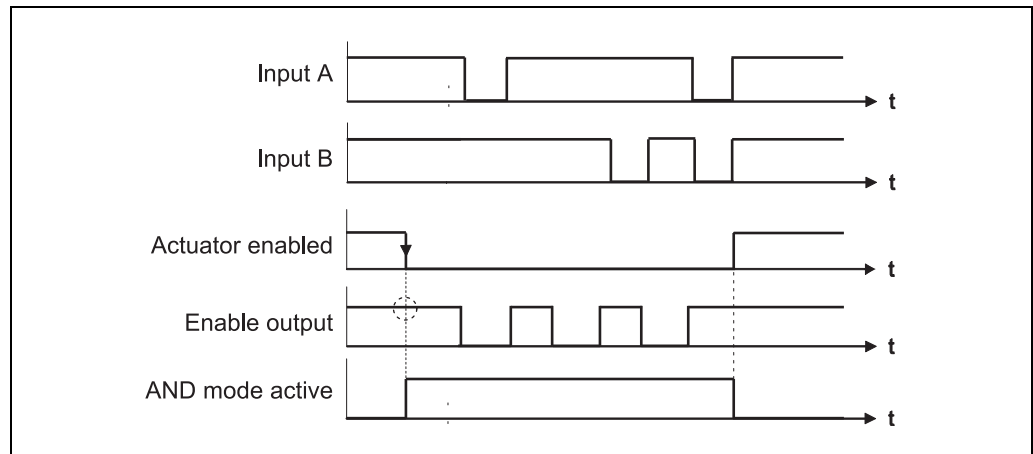 Input A
t
Input B
t
Actuator enabled
t
Enable output
t
AND mode active
t